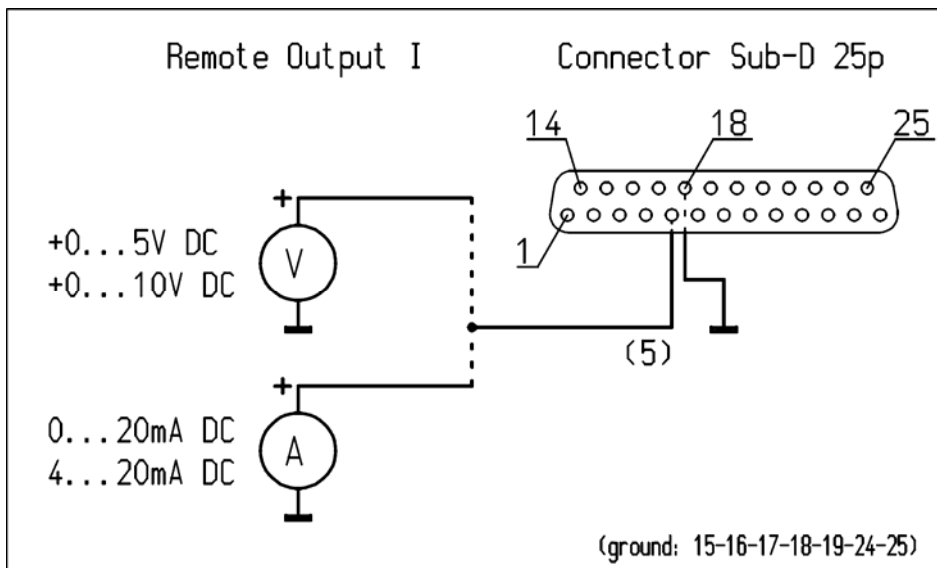 Remote Output I
Connector Sub-D 25p
14
18
25
1
+
+0...5V DC
+0...10V DC
V
(5)
+
0...20mA DC
4...20mA DC
A
(ground: 15-16-17-18-19-24-25)